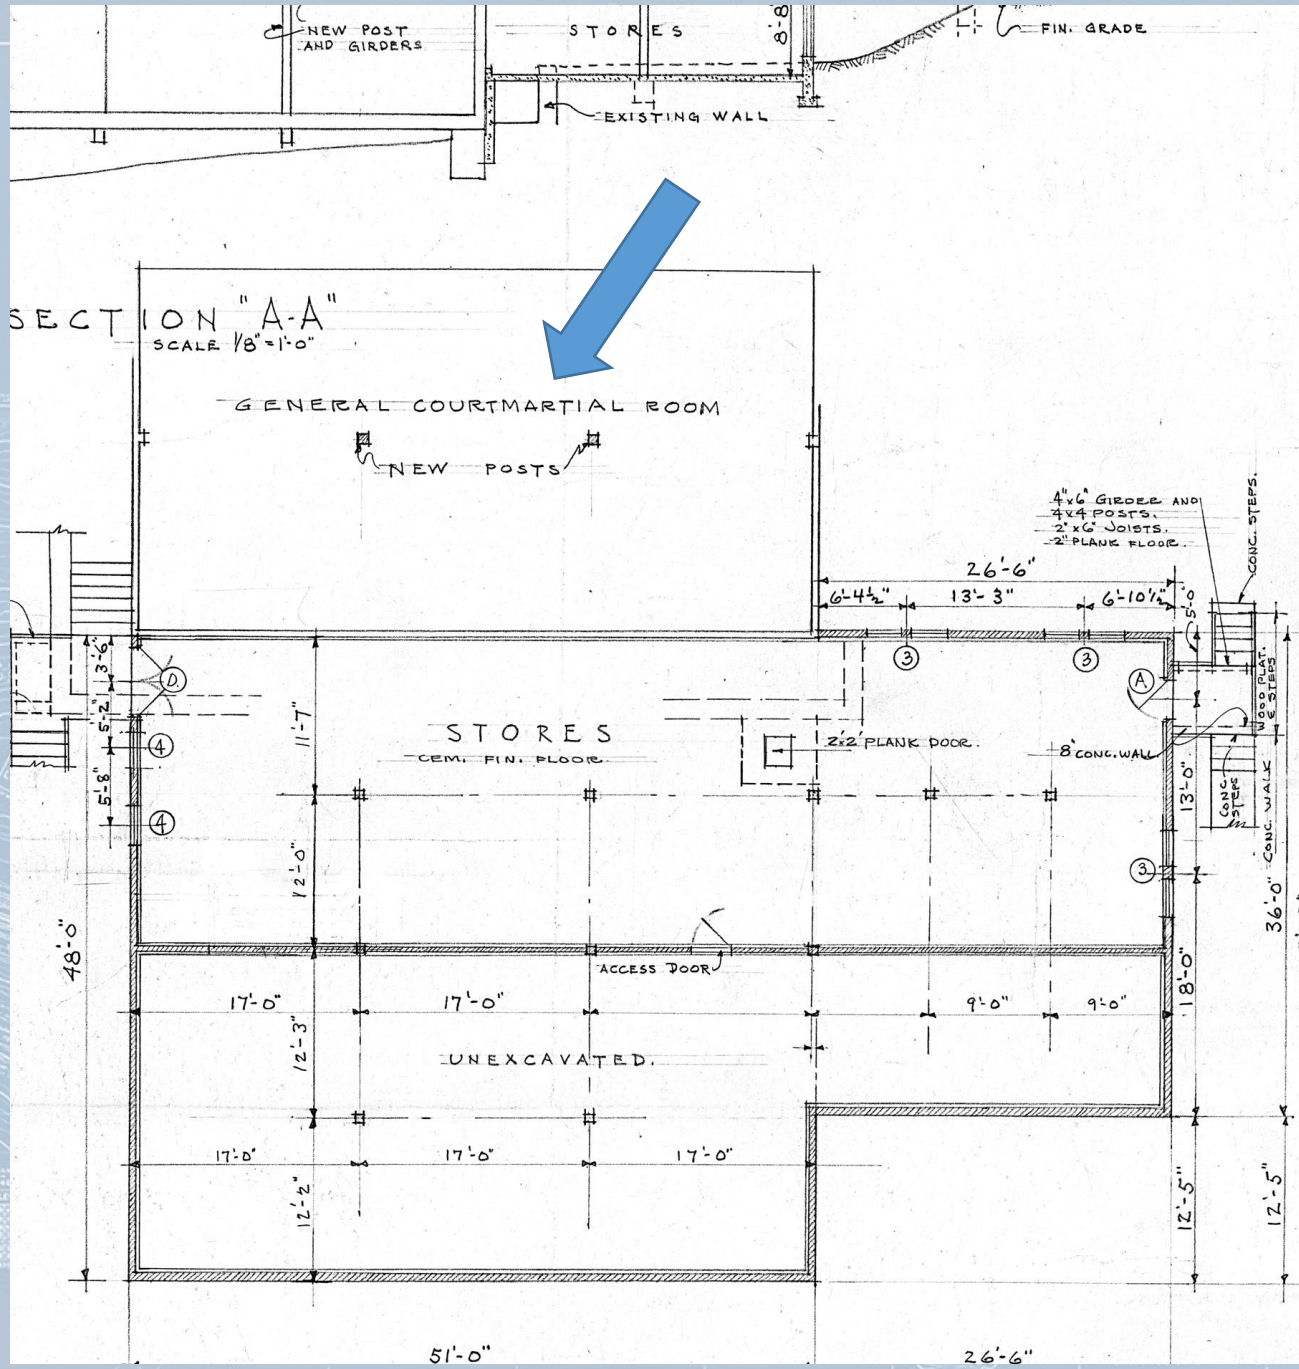 NEW POST
AND GIRDERS
STORES
8'-8
FIN. GRADE
EXISTING WALL
SECTION "A-A"
SCALE 1/8"=1'-0"
GENERAL COURTMARTIAL ROOM
NEW POSTS
4"x6" GIRDER AND
4x4 POSTS.
2"x6" JOISTS.
2" PLANK FLOOR.
CONC. STEPS.
26'-6"
6'-4½"
13'-3"
6'-10½"
5'-0"
3'-6"
D.
3
3
A
WOOD PLAT.
& STEPS
5'-2"
11'-7"
STORES
CEM. FIN. FLOOR.
2'x2' PLANK DOOR.
8" CONC. WALL
4
5'-8"
4
13'-0"
CONC.
STEPS
CONC. WALK
12'-0"
3
48'-0"
36'-0"
ACCESS DOOR
18'-0"
17'-0"
17'-0"
9'-0"
9'-0"
12'-3"
UNEXCAVATED.
17'-0"
17'-0"
17'-0"
12'-2"
12'-5"
12'-5"
51'-0"
26'-6"